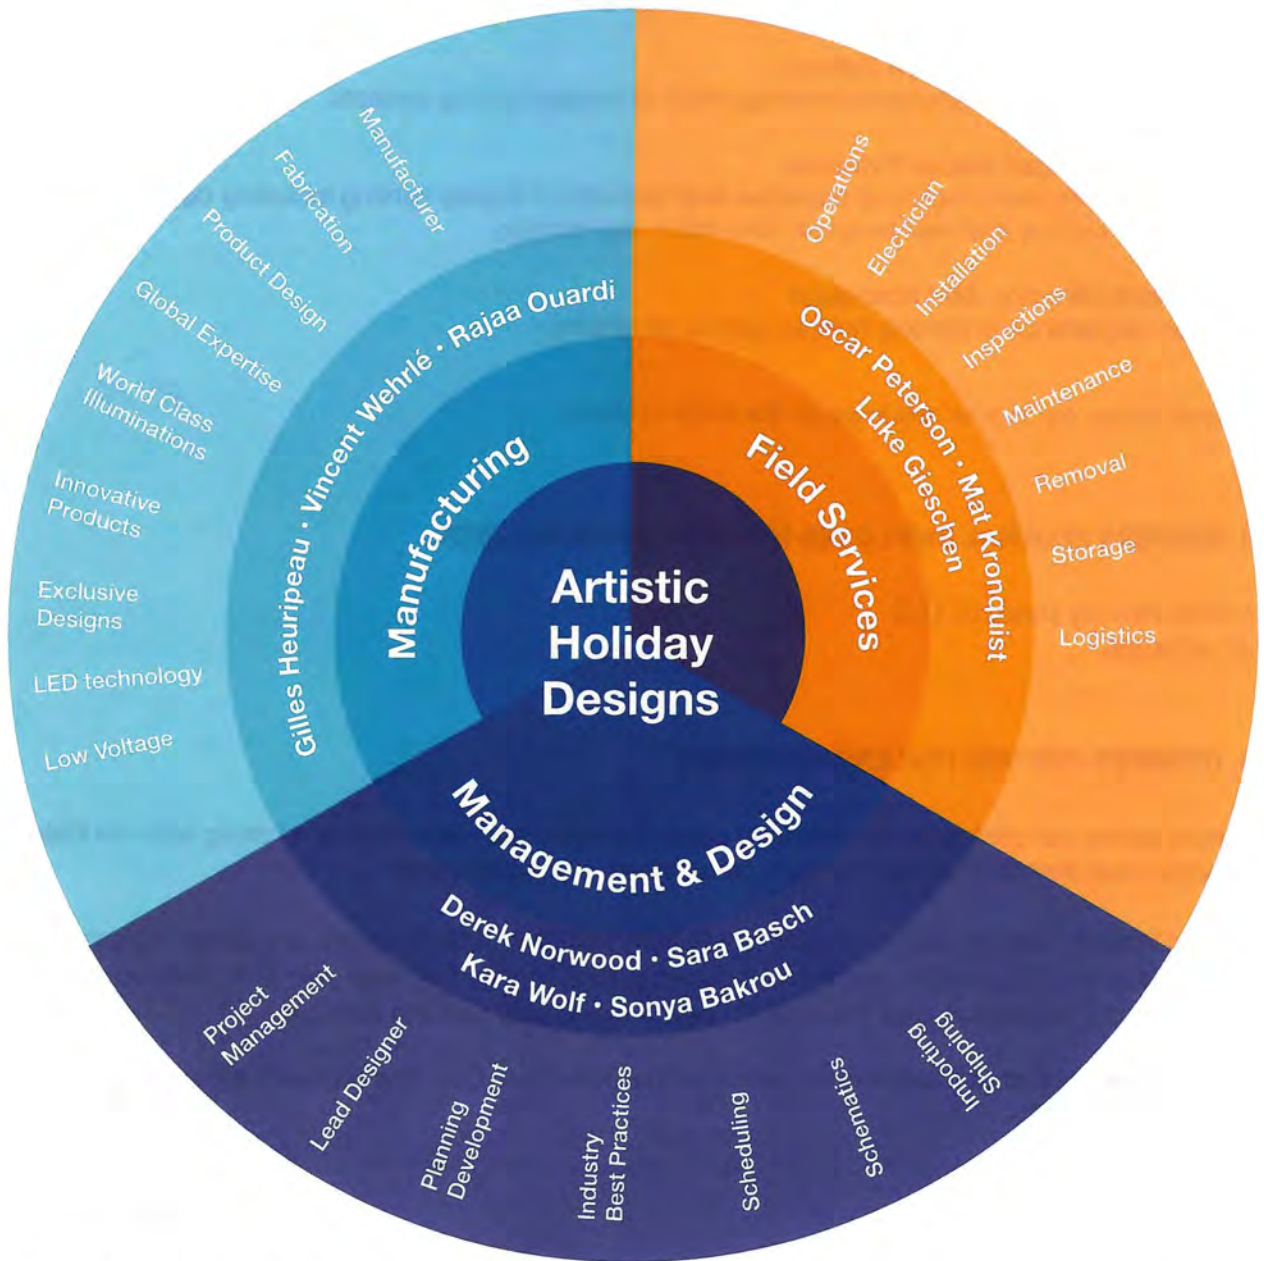 Artistic
Holiday
Designs
Manufacturing
Gilles Heuripeau · Vincent Wehrlé · Rajaa Ouardi
Manufacturer
Fabrication
Product Design
Global Expertise
World Class
Illuminations
Innovative
Products
Exclusive
Designs
LED technology
Low Voltage
Field Services
Oscar Peterson · Mat Kronquist
Luke Gieschen
Operations
Electrician
Installation
Inspections
Maintenance
Removal
Storage
Logistics
Management & Design
Derek Norwood · Sara Basch
Kara Wolf · Sonya Bakrou
Project
Management
Lead Designer
Planning
Development
Industry
Best Practices
Scheduling
Schematics
Importing
Shipping